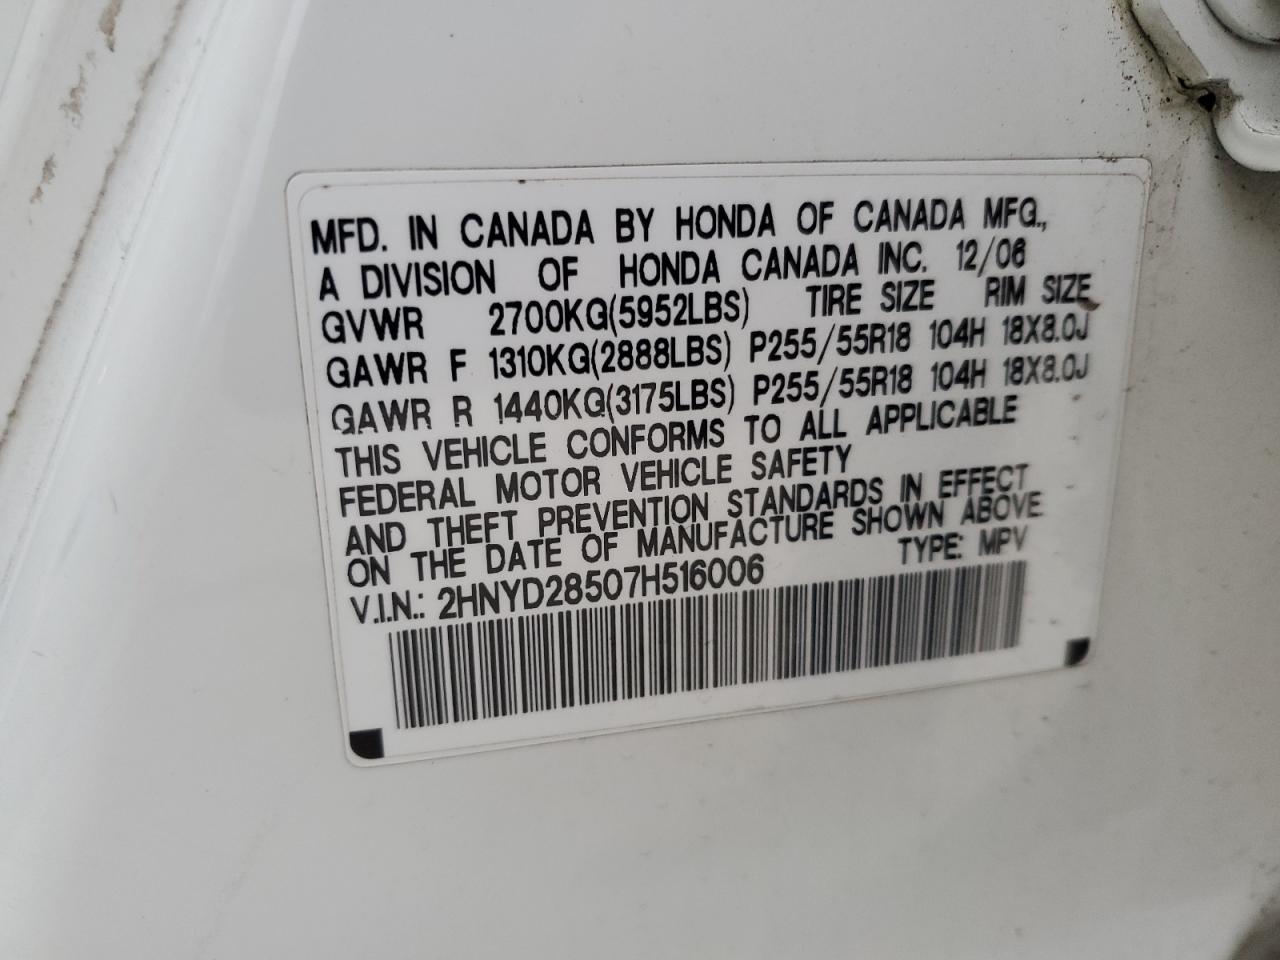 MFD. IN CANADA BY HONDA OF CANADA MFG.,
A DIVISION OF HONDA CANADA INC. 12/06
GVWR 2700KG(5952LBS) TIRE SIZE RIM SIZE
GAWR F 1310KG(2888LBS) P255/55R18 104H 18X8.0J
GAWR R 1440KG(3175LBS) P255/55R18 104H 18X8.0J
THIS VEHICLE CONFORMS TO ALL APPLICABLE
FEDERAL MOTOR VEHICLE SAFETY
AND THEFT PREVENTION STANDARDS IN EFFECT
ON THE DATE OF MANUFACTURE SHOWN ABOVE
V.I.N.: 2HNYD28507H516006 TYPE: MPV